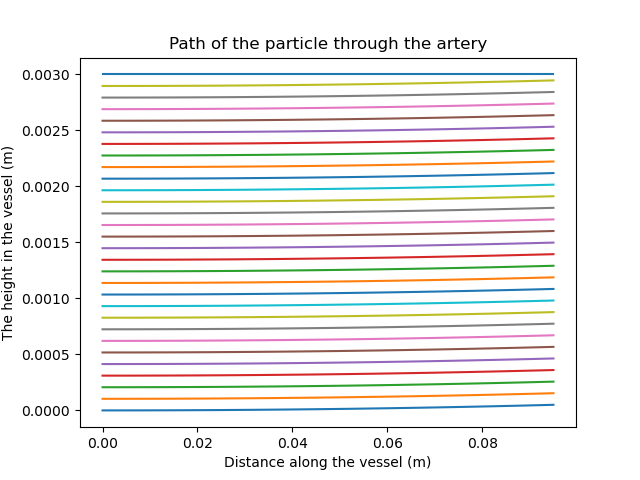 Path of the particle through the artery
The height in the vessel (m)
0.0030
0.0025
0.0020
0.0015
0.0010
0.0005
0.0000
0.00 0.02 0.04 0.06 0.08
Distance along the vessel (m)